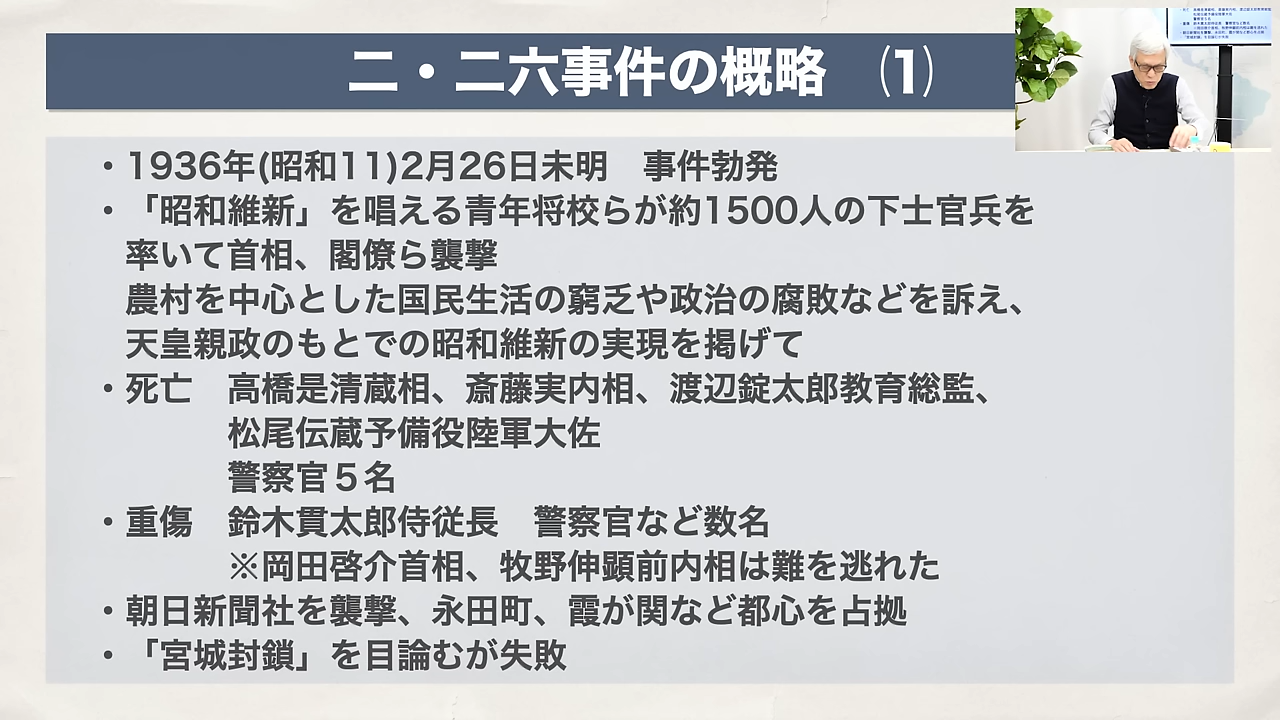 二・二六事件の概略　(1)
・1936年(昭和11)2月26日未明　事件勃発
・「昭和維新」を唱える青年将校らが約1500人の下士官兵を
率いて首相、閣僚ら襲撃
農村を中心とした国民生活の窮乏や政治の腐敗などを訴え、
天皇親政のもとでの昭和維新の実現を掲げて
・死亡　高橋是清蔵相、斎藤実内相、渡辺錠太郎教育総監、
松尾伝蔵予備役陸軍大佐
警察官５名
・重傷　鈴木貫太郎侍従長　警察官など数名
※岡田啓介首相、牧野伸顕前内相は難を逃れた
・朝日新聞社を襲撃、永田町、霞が関など都心を占拠
・「宮城封鎖」を目論むが失敗